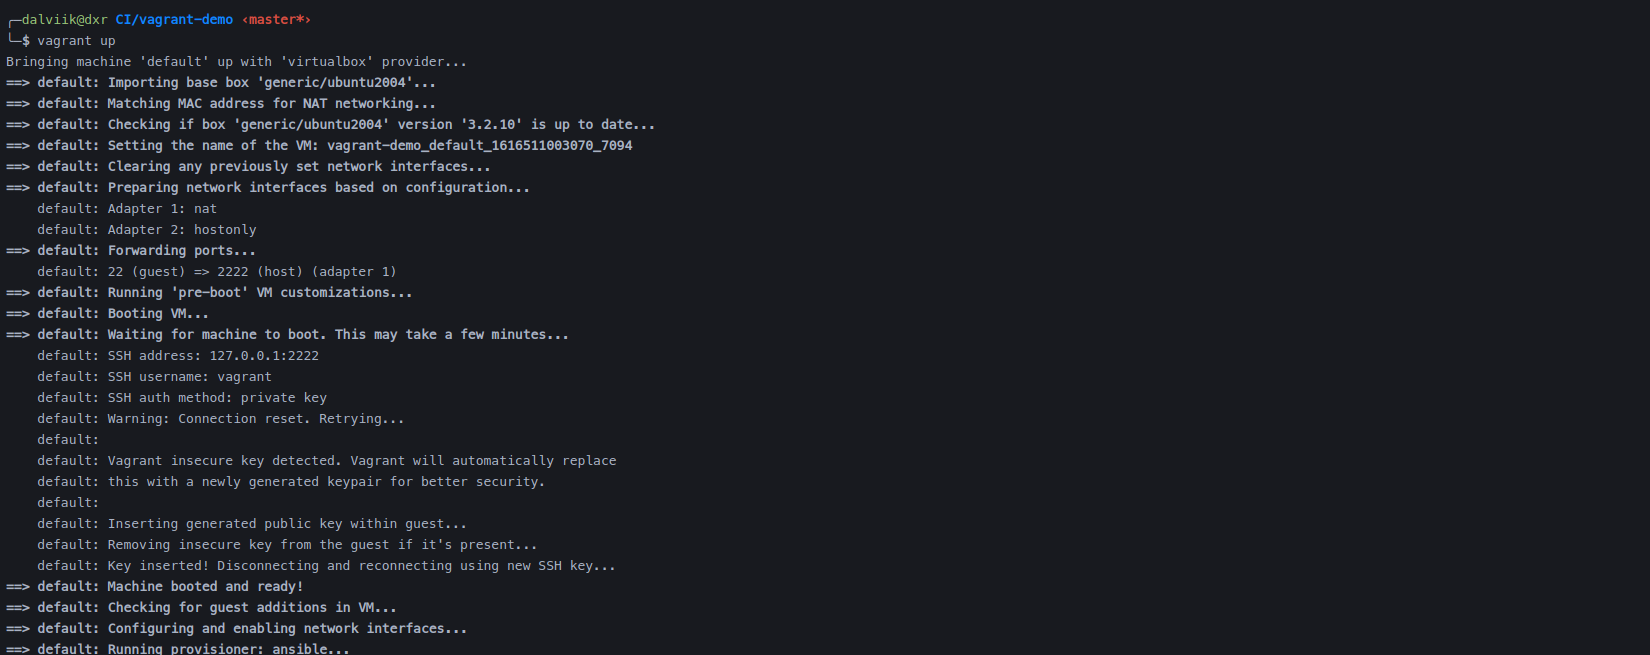 ╭─dalviik@dxr CI/vagrant-demo ‹master*›
╰─$ vagrant up
Bringing machine 'default' up with 'virtualbox' provider...
==> default: Importing base box 'generic/ubuntu2004'...
==> default: Matching MAC address for NAT networking...
==> default: Checking if box 'generic/ubuntu2004' version '3.2.10' is up to date...
==> default: Setting the name of the VM: vagrant-demo_default_1616511003070_7094
==> default: Clearing any previously set network interfaces...
==> default: Preparing network interfaces based on configuration...
    default: Adapter 1: nat
    default: Adapter 2: hostonly
==> default: Forwarding ports...
    default: 22 (guest) => 2222 (host) (adapter 1)
==> default: Running 'pre-boot' VM customizations...
==> default: Booting VM...
==> default: Waiting for machine to boot. This may take a few minutes...
    default: SSH address: 127.0.0.1:2222
    default: SSH username: vagrant
    default: SSH auth method: private key
    default: Warning: Connection reset. Retrying...
    default:
    default: Vagrant insecure key detected. Vagrant will automatically replace
    default: this with a newly generated keypair for better security.
    default:
    default: Inserting generated public key within guest...
    default: Removing insecure key from the guest if it's present...
    default: Key inserted! Disconnecting and reconnecting using new SSH key...
==> default: Machine booted and ready!
==> default: Checking for guest additions in VM...
==> default: Configuring and enabling network interfaces...
==> default: Running provisioner: ansible...